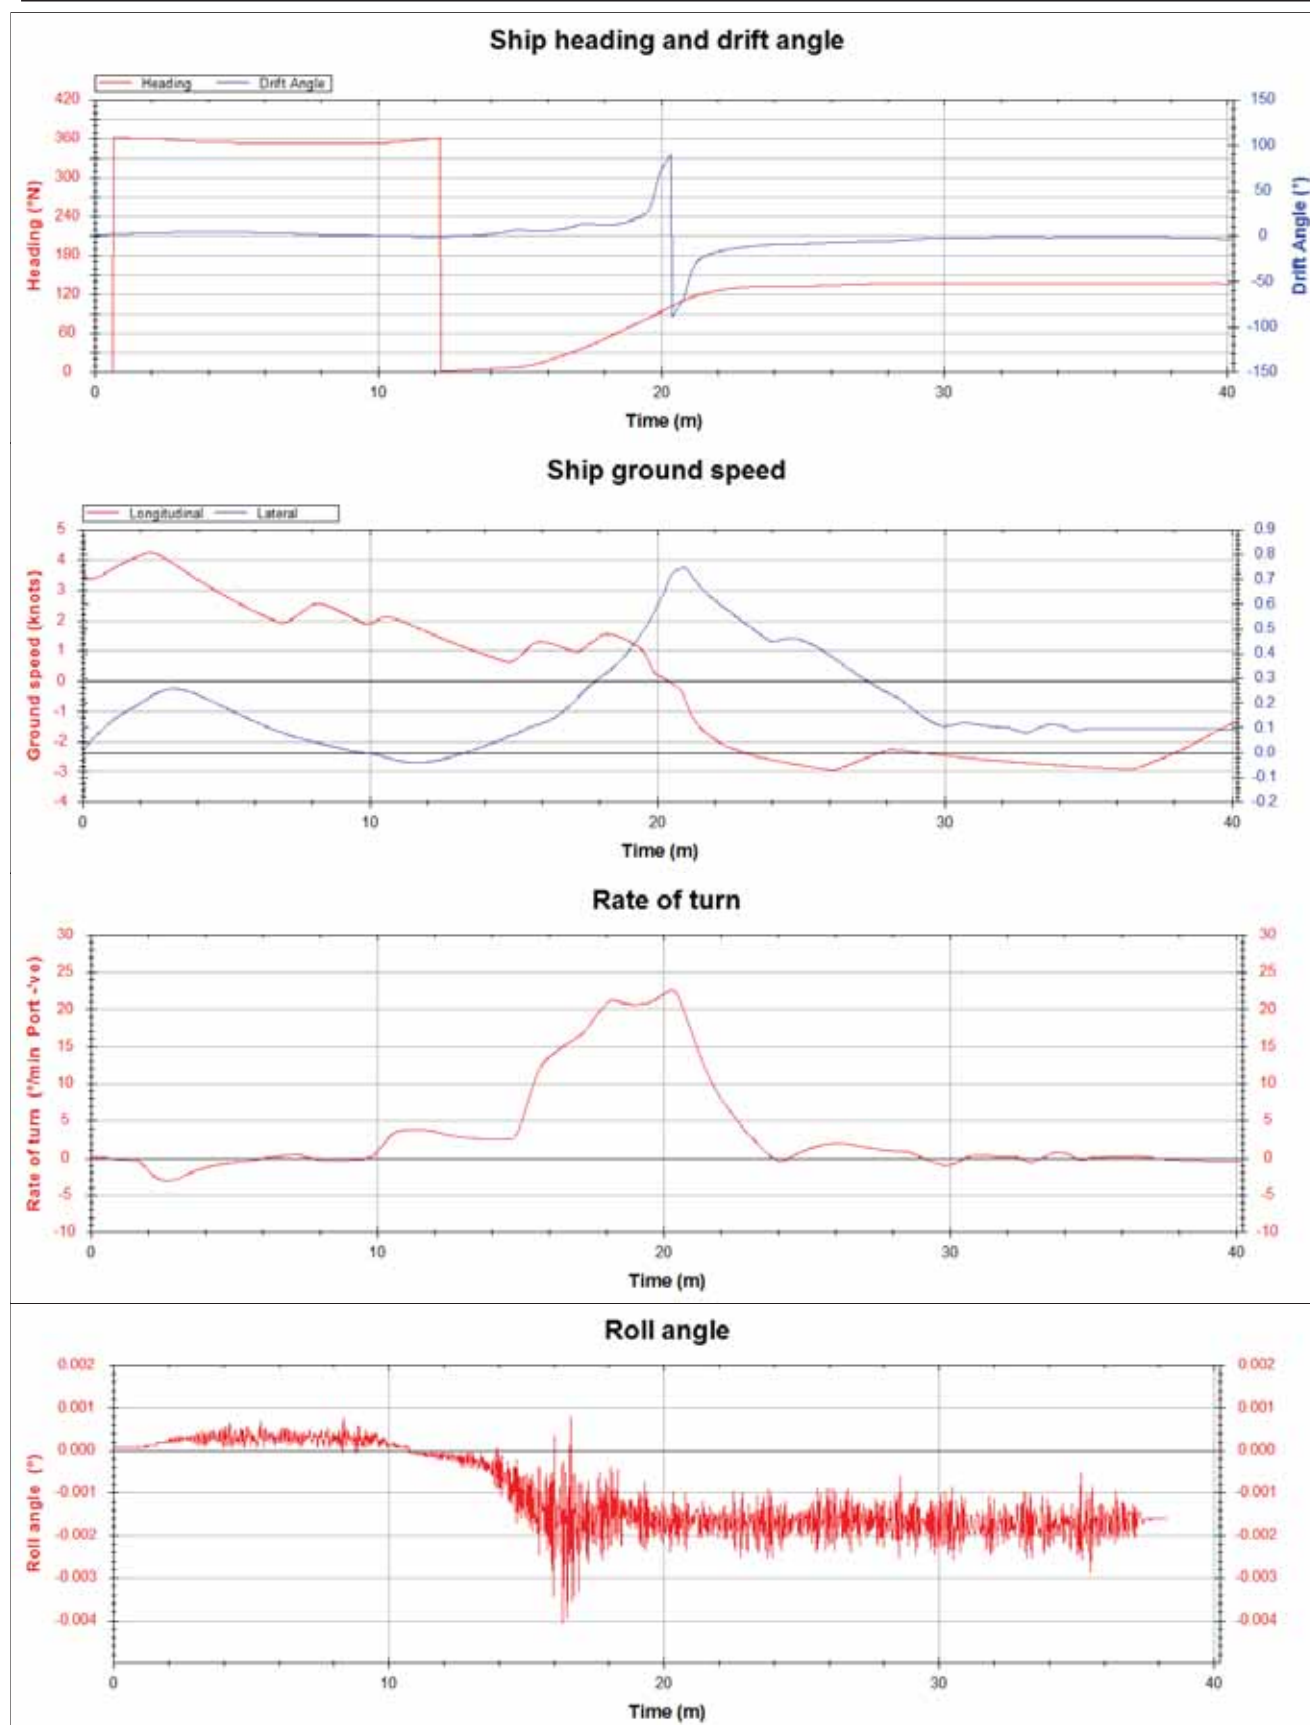 Ship heading and drift angle
Heading Drift Angle
420 150
360 100
300 50
240 0
180 -50
120 -100
60 -150
0
Heading (°N)
Drift Angle (°)
0 10 20 30 40
Time (m)
Ship ground speed
Longitudinal Lateral
5 0.9
4 0.8
3 0.7
2 0.6
1 0.5
0 0.4
-1 0.3
-2 0.2
-3 0.1
-4 0.0
-0.1
-0.2
Ground speed (knots)
0 10 20 30 40
Time (m)
Rate of turn
30 30
25 25
20 20
15 15
10 10
5 5
0 0
-5 -5
-10 -10
Rate of turn (°/min Port -'ve)
0 10 20 30 40
Time (m)
Roll angle
0.002 0.002
0.001 0.001
0.000 0.000
-0.001 -0.001
-0.002 -0.002
-0.003 -0.003
-0.004 -0.004
Roll angle (°)
0 10 20 30 40
Time (m)